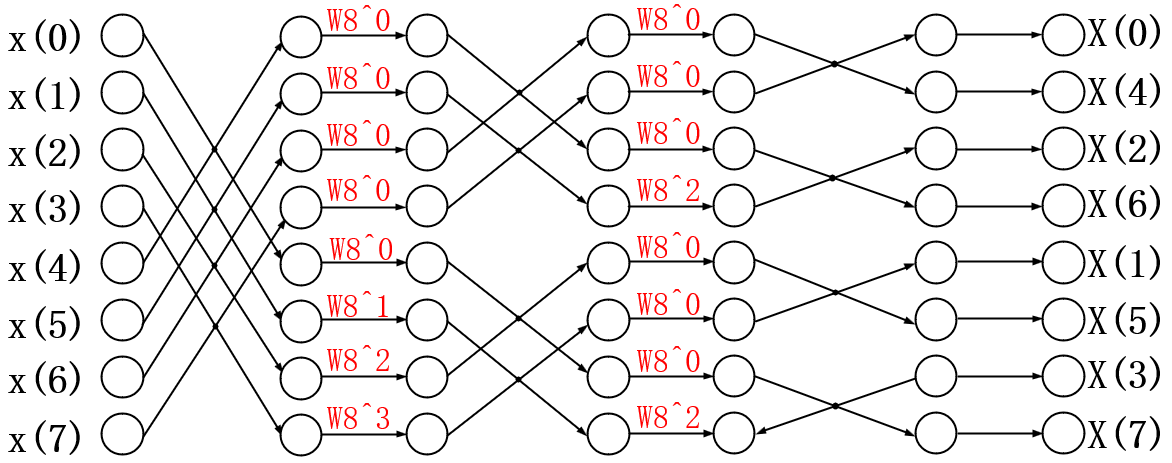 x(0) W8^0 W8^0 X(0)
x(1) W8^0 W8^0 X(4)
x(2) W8^0 W8^0 X(2)
x(3) W8^0 W8^2 X(6)
x(4) W8^0 W8^0 X(1)
x(5) W8^1 W8^0 X(5)
x(6) W8^2 W8^0 X(3)
x(7) W8^3 W8^2 X(7)